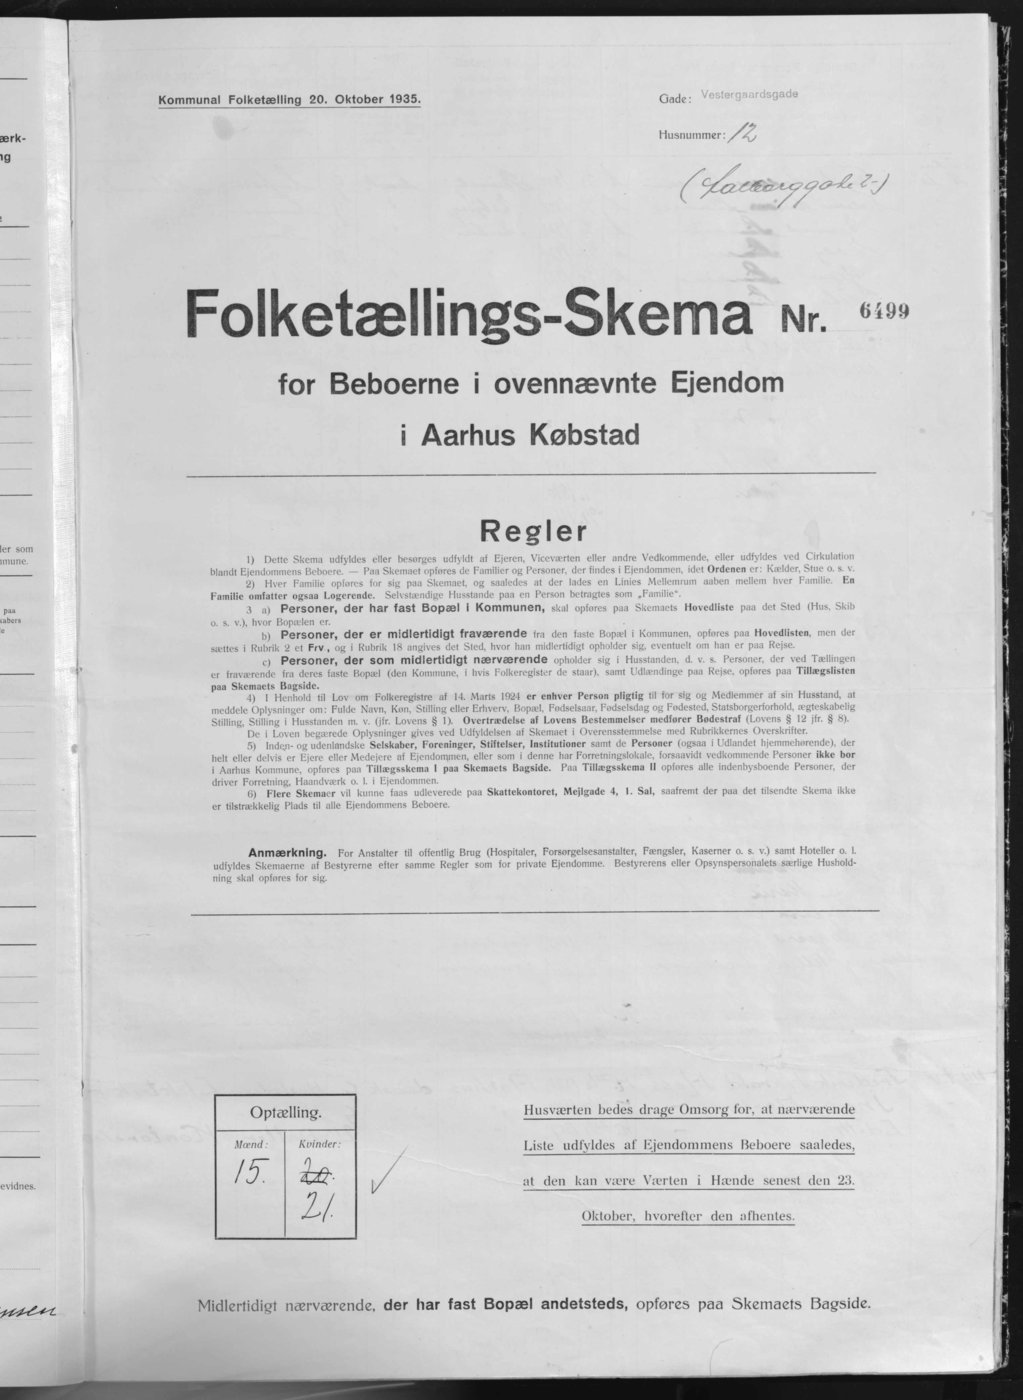 Kommunal Folketælling 20. Oktober 1935.
Gade: Vestergaardsgade
Husnummer: 12
Folketællings-Skema Nr. 6499
for Beboerne i ovennævnte Ejendom
i Aarhus Købstad
Regler
1) Dette Skema udfyldes eller besørges udfyldt af Ejeren, Viceværten eller andre Vedkommende, eller udfyldes ved Cirkulation
blandt Ejendommens Beboere. — Paa Skemaet opføres de Familier og Personer, der findes i Ejendommen, idet Ordenen er: Kælder, Stue o. s. v.
2) Hver Familie opføres for sig paa Skemaet, og saaledes at der lades en Linies Mellemrum aaben mellem hver Familie. En
Familie omfatter ogsaa Logerende. Selvstændige Husstande paa en Person betragtes som „Familie“.
3 a) Personer, der har fast Bopæl i Kommunen, skal opføres paa Skemaets Hovedliste paa det Sted (Hus, Skib
o. s. v.), hvor Bopælen er.
b) Personer, der er midlertidigt fraværende fra den faste Bopæl i Kommunen, opføres paa Hovedlisten, men der
sættes i Rubrik 2 et Frv., og i Rubrik 18 angives det Sted, hvor han midlertidigt opholder sig, eventuelt om han er paa Rejse.
c) Personer, der som midlertidigt nærværende opholder sig i Husstanden, d. v. s. Personer, der ved Tællingen
er fraværende fra deres faste Bopæl (den Kommune, i hvis Folkeregister de staar), samt Udlændinge paa Rejse, opføres paa Tillægslisten
paa Skemaets Bagside.
4) I Henhold til Lov om Folkeregistre af 14. Marts 1924 er enhver Person pligtig til for sig og Medlemmer af sin Husstand, at
meddele Oplysninger om: Fulde Navn, Køn, Stilling eller Erhverv, Bopæl, Fødselsaar, Fødselsdag og Fødested, Statsborgerforhold, ægteskabelig
Stilling, Stilling i Husstanden m. v. (jfr. Lovens § 1). Overtrædelse af Lovens Bestemmelser medfører Bødestraf (Lovens § 12 jfr. § 8).
De i Loven begærede Oplysninger gives ved Udfyldelsen af Skemaet i Overensstemmelse med Rubrikkernes Overskrifter.
5) Inden- og udenlandske Selskaber, Foreninger, Stiftelser, Institutioner samt de Personer (ogsaa i Udlandet hjemmehørende), der
helt eller delvis er Ejere eller Medejere af Ejendommen, eller som i denne har Forretningslokale, forsaavidt vedkommende Personer ikke bor
i Aarhus Kommune, opføres paa Tillægsskema I paa Skemaets Bagside. Paa Tillægsskema II opføres alle indenbysboende Personer, der
driver Forretning, Haandværk o. l. i Ejendommen.
6) Flere Skemaer vil kunne faas udleverede paa Skattekontoret, Mejlgade 4, 1. Sal, saafremt der paa det tilsendte Skema ikke
er tilstrækkelig Plads til alle Ejendommens Beboere.
Anmærkning. For Anstalter til offentlig Brug (Hospitaler, Forsørgelsesanstalter, Fængsler, Kaserner o. s. v.) samt Hoteller o. l.
udfyldes Skemaerne af Bestyrerne efter samme Regler som for private Ejendomme. Bestyrerens eller Opsynspersonalets særlige Hushold-
ning skal opføres for sig.
Optælling.
Mænd: Kvinder:
15. 20.
21.
Husværten bedes drage Omsorg for, at nærværende
Liste udfyldes af Ejendommens Beboere saaledes,
at den kan være Værten i Hænde senest den 23.
Oktober, hvorefter den afhentes.
Midlertidigt nærværende, der har fast Bopæl andetsteds, opføres paa Skemaets Bagside.